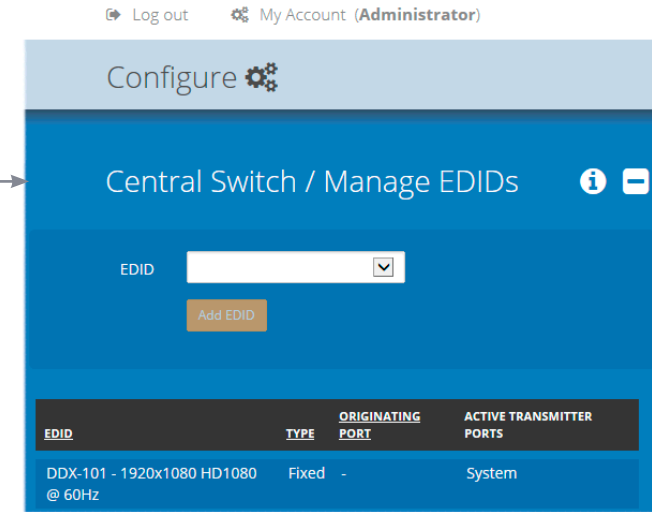 Log out My Account (Administrator)
Configure
Central Switch / Manage EDIDs
EDID
Add EDID
EDID TYPE ORIGINATING PORT ACTIVE TRANSMITTER PORTS
DDX-101 - 1920x1080 HD1080 Fixed - System
@ 60Hz